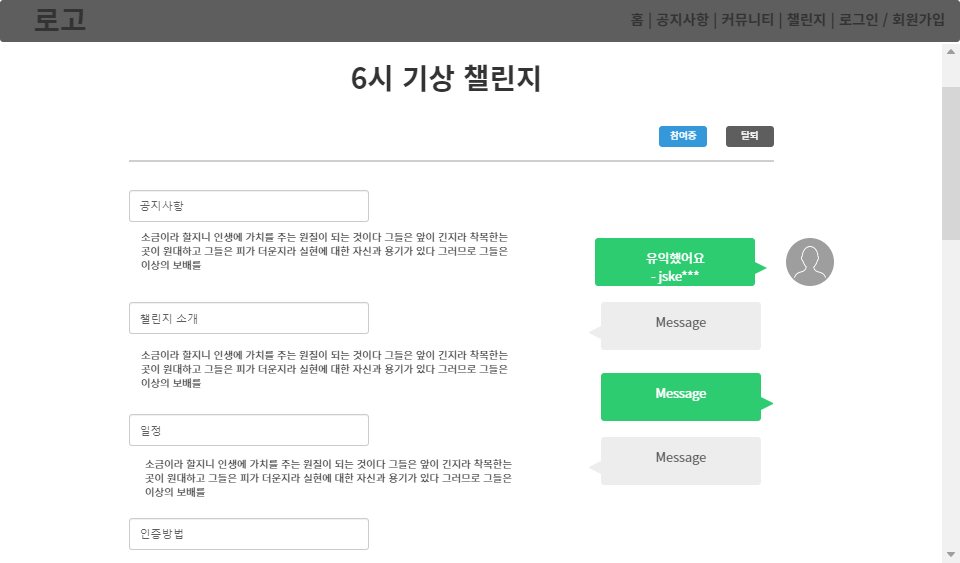 로고
홈 | 공지사항 | 커뮤니티 | 챌린지 | 로그인 / 회원가입
6시 기상 챌린지
참여중
탈퇴
공지사항
소금이라 할지니 인생에 가치를 주는 원질이 되는 것이다 그들은 앞이 긴지라 착목한는
곳이 원대하고 그들은 피가 더운지라 실현에 대한 자신과 용기가 있다 그러므로 그들은
이상의 보배를
유익했어요
- jske***
챌린지 소개
Message
소금이라 할지니 인생에 가치를 주는 원질이 되는 것이다 그들은 앞이 긴지라 착목한는
곳이 원대하고 그들은 피가 더운지라 실현에 대한 자신과 용기가 있다 그러므로 그들은
이상의 보배를
Message
일정
Message
소금이라 할지니 인생에 가치를 주는 원질이 되는 것이다 그들은 앞이 긴지라 착목한는
곳이 원대하고 그들은 피가 더운지라 실현에 대한 자신과 용기가 있다 그러므로 그들은
이상의 보배를
인증방법